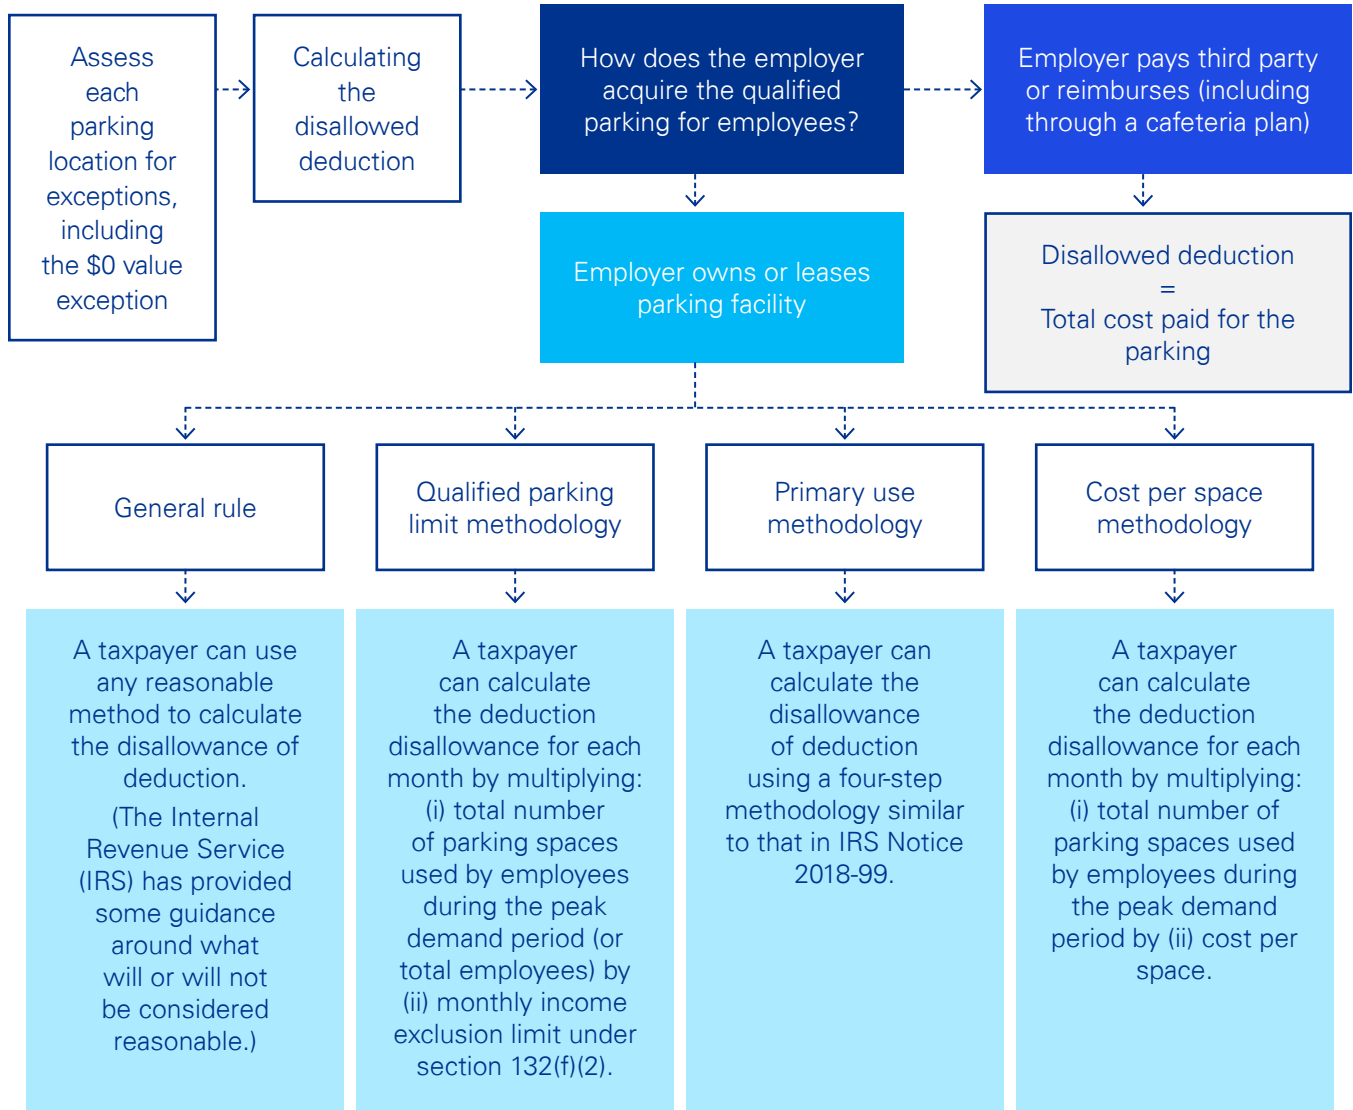 Assess
each
parking
location for
exceptions,
including
the $0 value
exception
Calculating
the
disallowed
deduction
How does the employer
acquire the qualified
parking for employees?
Employer pays third party
or reimburses (including
through a cafeteria plan)
Employer owns or leases
parking facility
Disallowed deduction
=
Total cost paid for the
parking
General rule
Qualified parking
limit methodology
Primary use
methodology
Cost per space
methodology
A taxpayer can use
any reasonable
method to calculate
the disallowance of
deduction.
(The Internal
Revenue Service
(IRS) has provided
some guidance
around what
will or will not
be considered
reasonable.)
A taxpayer
can calculate
the deduction
disallowance for each
month by multiplying:
(i) total number
of parking spaces
used by employees
during the peak
demand period (or
total employees) by
(ii) monthly income
exclusion limit under
section 132(f)(2).
A taxpayer can
calculate the
disallowance
of deduction
using a four-step
methodology similar
to that in IRS Notice
2018-99.
A taxpayer
can calculate
the deduction
disallowance for each
month by multiplying:
(i) total number of
parking spaces used
by employees during
the peak demand
period by (ii) cost per
space.